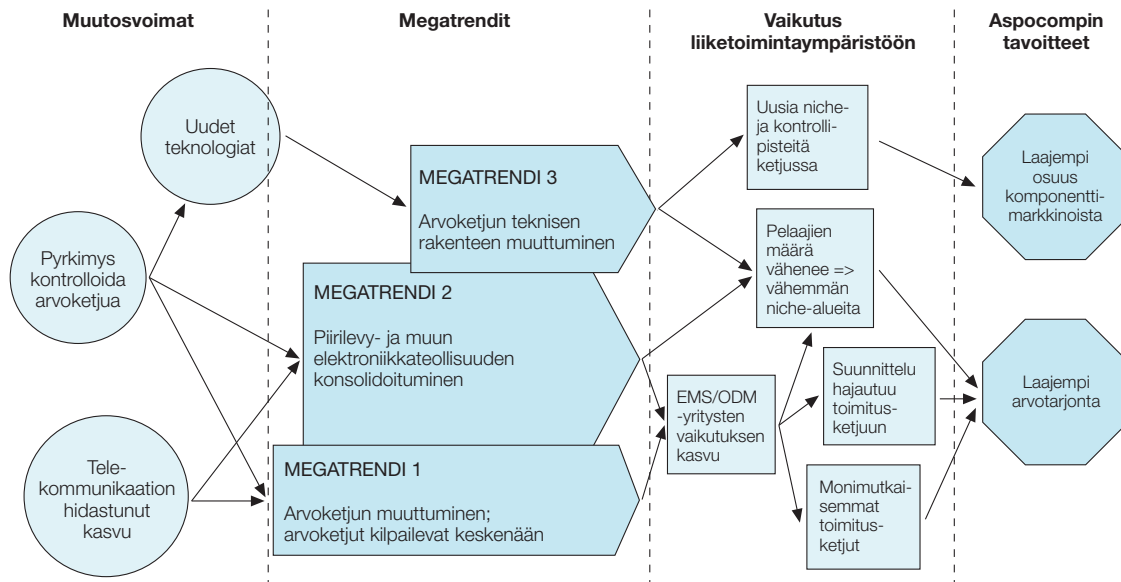 Muutosvoimat
Megatrendit
Vaikutus
liiketoimintaympäristöön
Aspocompin
tavoitteet
Uudet
teknologiat
Pyrkimys
kontrolloida
arvoketjua
Tele-
kommunikaation
hidastunut
kasvu
MEGATRENDI 3
Arvoketjun teknisen
rakenteen muuttuminen
MEGATRENDI 2
Piirilevy- ja muun
elektroniikkateollisuuden
konsolidoituminen
MEGATRENDI 1
Arvoketjun muuttuminen;
arvoketjut kilpailevat keskenään
Uusia niche-
ja kontrolli-
pisteitä
ketjussa
Pelaajien
määrä
vähenee =>
vähemmän
niche-alueita
EMS/ODM
-yritysten
vaikutuksen
kasvu
Suunnittelu
hajautuu
toimitus-
ketjuun
Monimutkai-
semmat
toimitus-
ketjut
Laajempi
osuus
komponentti-
markkinoista
Laajempi
arvotarjonta